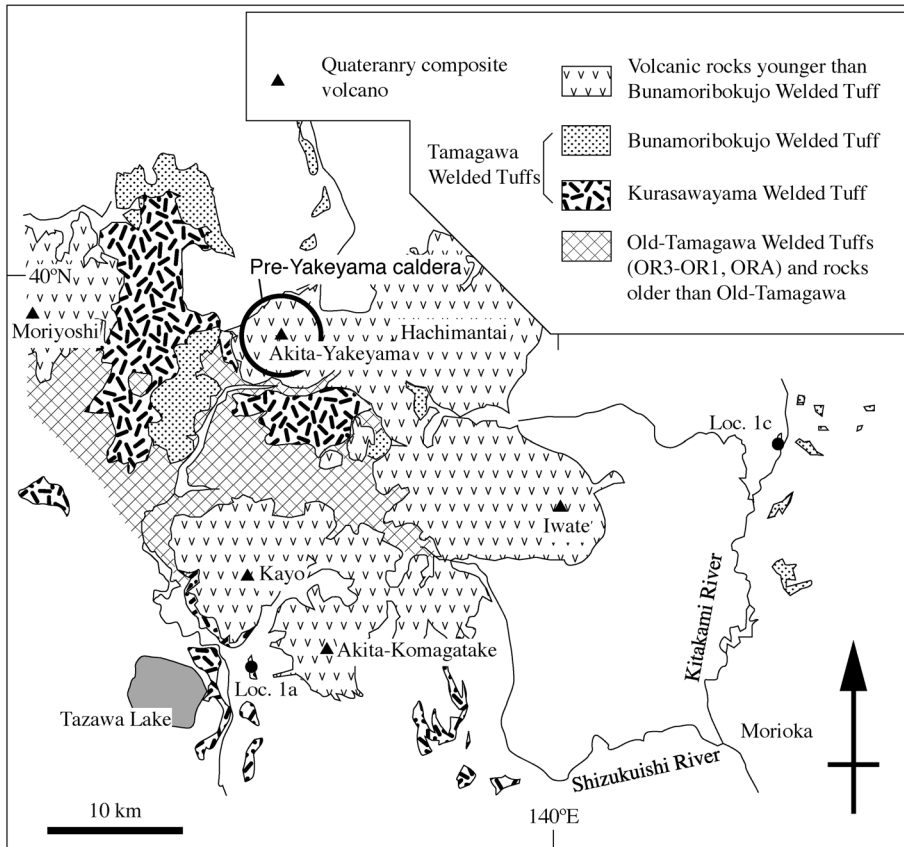 Quateranry composite
volcano
Volcanic rocks younger than
Bunamoribokujo Welded Tuff
Tamagawa
Welded Tuffs
Bunamoribokujo Welded Tuff
Kurasawayama Welded Tuff
Old-Tamagawa Welded Tuffs
(OR3-OR1, ORA) and rocks
older than Old-Tamagawa
40ºN
Pre-Yakeyama caldera
Moriyoshi
Hachimantai
Akita-Yakeyama
Loc. 1c
Iwate
Kayo
Kitakami River
Akita-Komagatake
Loc. 1a
Tazawa Lake
Morioka
Shizukuishi River
10 km
140ºE